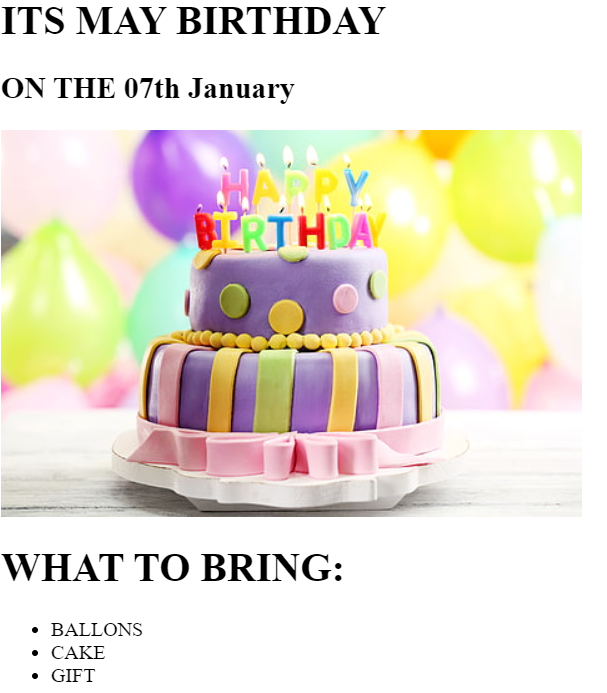 ITS MAY BIRTHDAY
ON THE 07th January
HAPPY
BIRTHDAY
WHAT TO BRING:
BALLONS
CAKE
GIFT